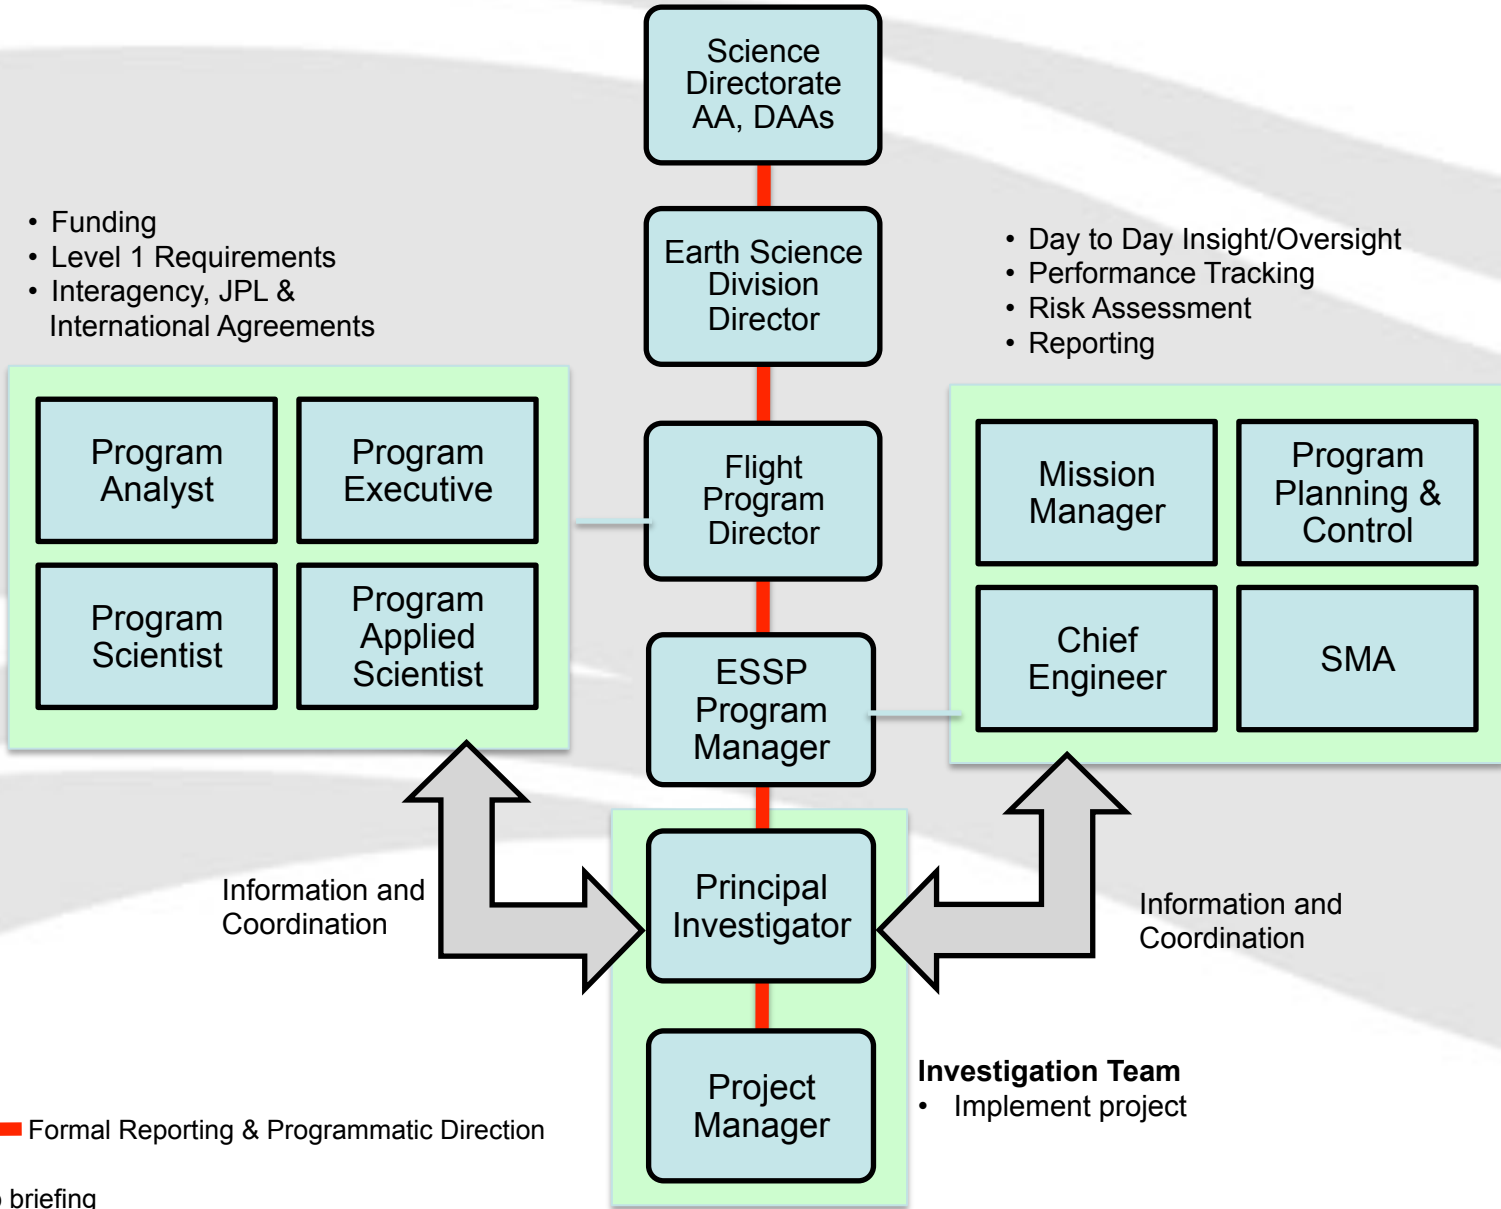 Science
Directorate
AA, DAAs
• Funding
• Level 1 Requirements
• Interagency, JPL &
International Agreements
Earth Science
Division
Director
• Day to Day Insight/Oversight
• Performance Tracking
• Risk Assessment
• Reporting
Program
Analyst
Program
Executive
Program
Scientist
Program
Applied
Scientist
Flight
Program
Director
Mission
Manager
Program
Planning &
Control
Chief
Engineer
SMA
ESSP
Program
Manager
Information and
Coordination
Principal
Investigator
Information and
Coordination
Project
Manager
Investigation Team
• Implement project
Formal Reporting & Programmatic Direction
briefing